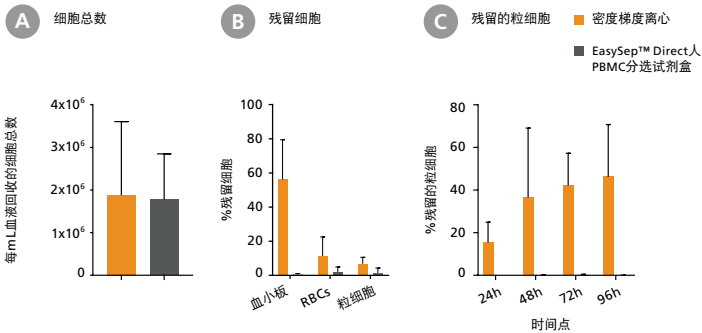 A 细胞总数
B 残留细胞
C 残留的粒细胞
密度梯度离心
EasySep™ Direct人
PBMC分选试剂盒
每mL血液回收的细胞总数
4x10⁶
3x10⁶
2x10⁶
1x10⁶
0
%残留细胞
100
80
60
40
20
0
血小板
RBCs
粒细胞
%残留的粒细胞
80
60
40
20
0
24h
48h
72h
96h
时间点